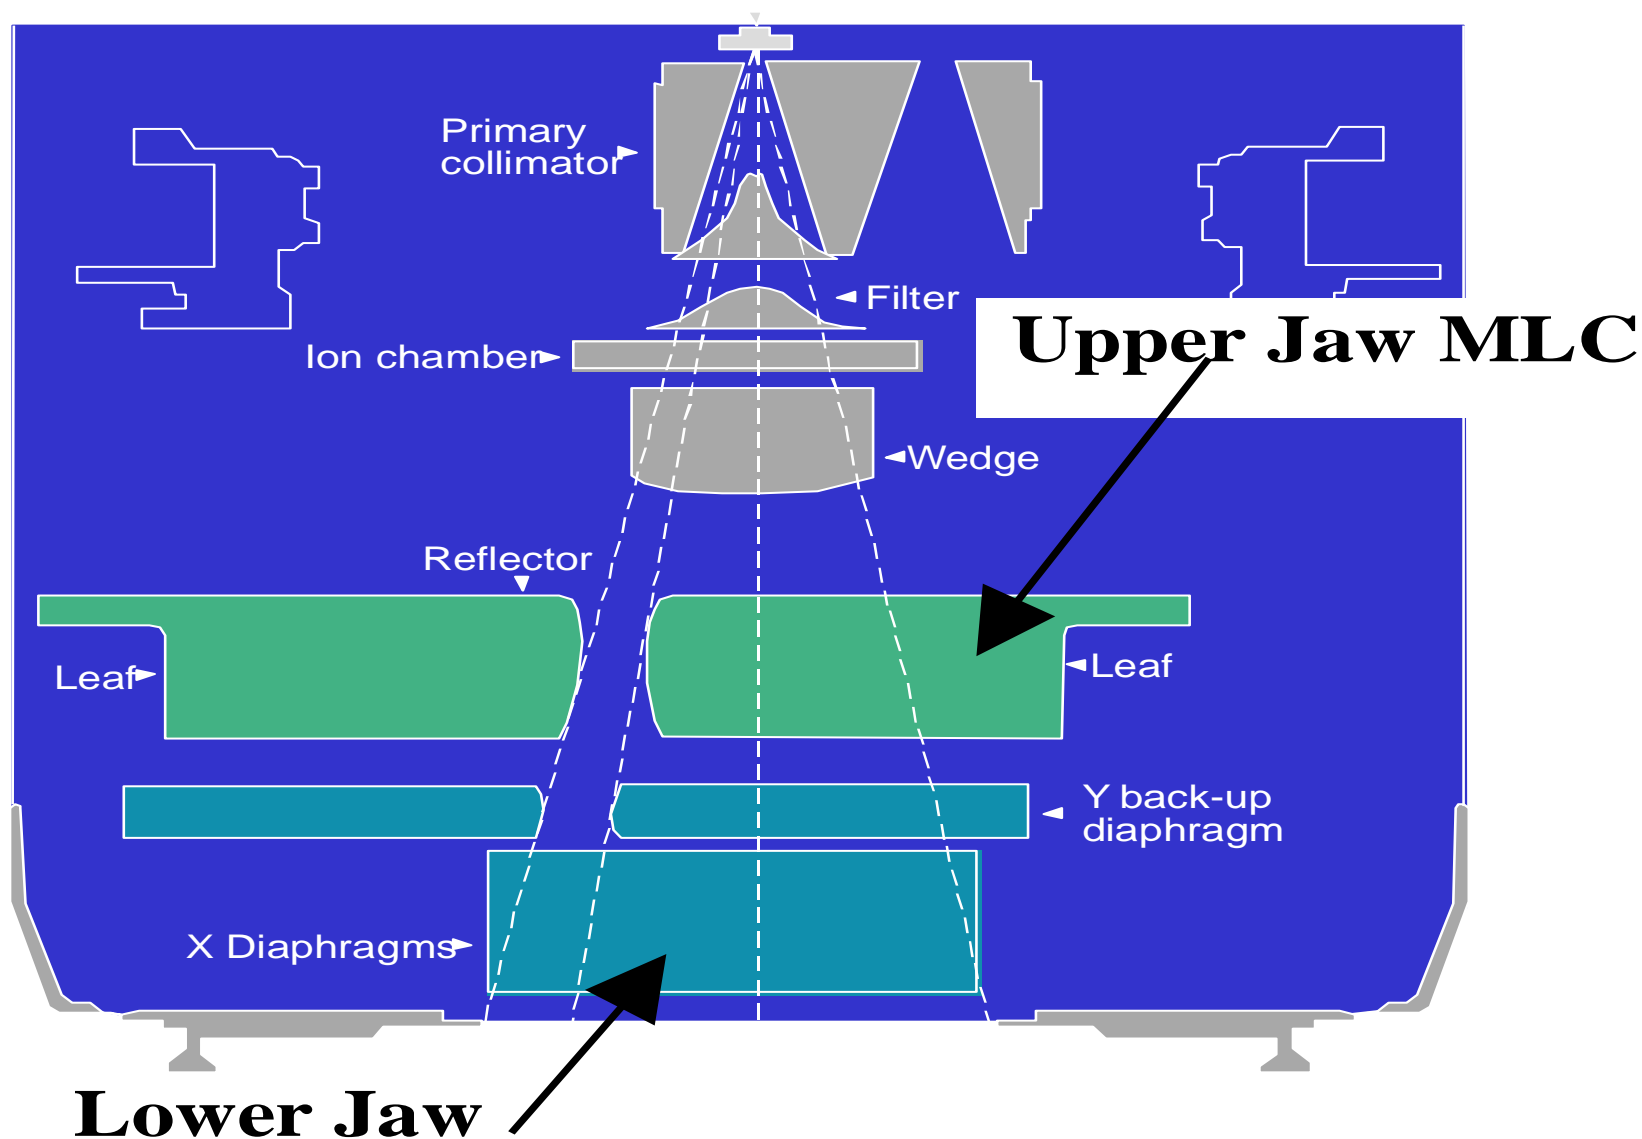 Primary
collimator
Filter
Upper Jaw MLC
Ion chamber
Wedge
Reflector
Leaf
Leaf
Y back-up
diaphragm
X Diaphragms
Lower Jaw